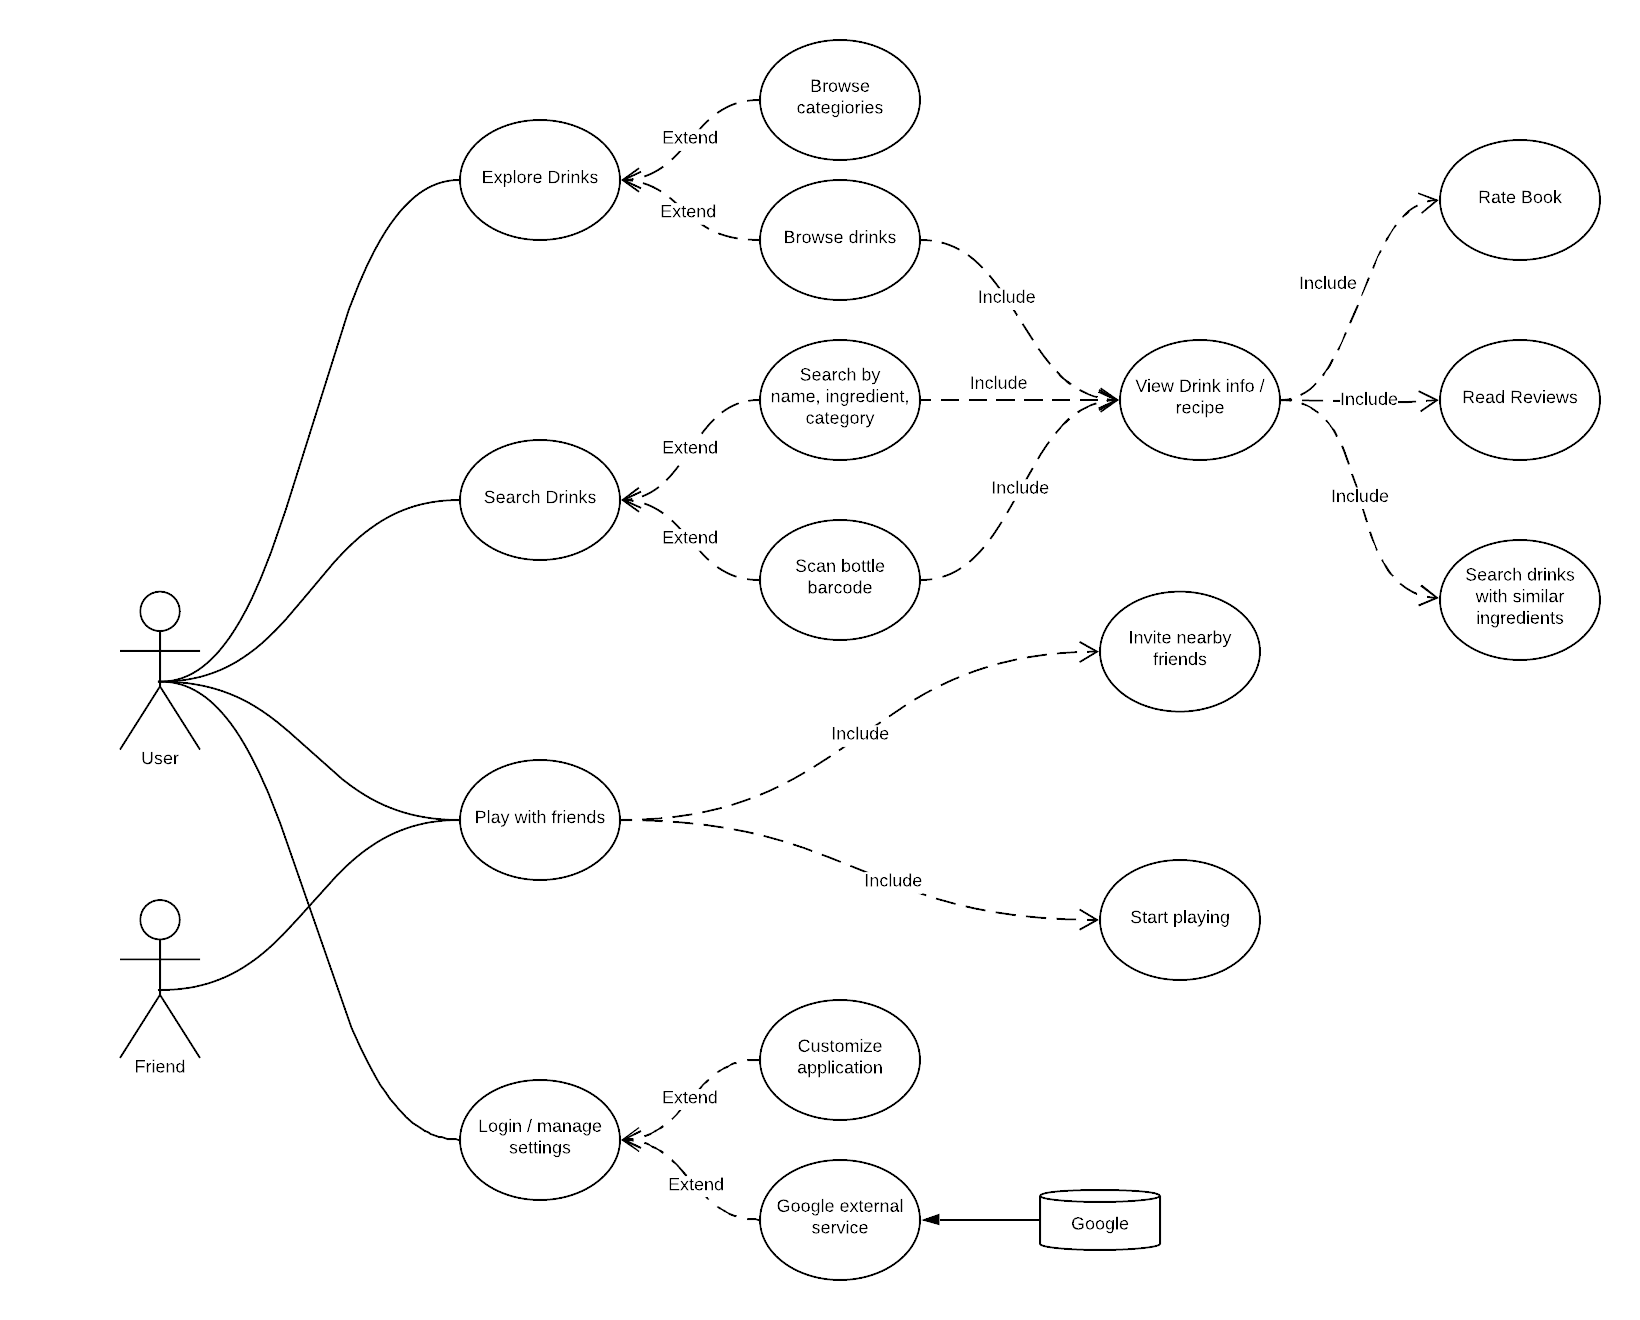 Browse
categiories
Extend
Explore Drinks
Extend
Browse drinks
Include
Rate Book
Include
Search by
name, ingredient,
category
Include
View Drink info /
recipe
Include
Read Reviews
Extend
Search Drinks
Extend
Include
Include
Scan bottle
barcode
Search drinks
with similar
ingredients
Invite nearby
friends
User
Include
Play with friends
Include
Start playing
Friend
Customize
application
Extend
Login / manage
settings
Extend
Google external
service
Google